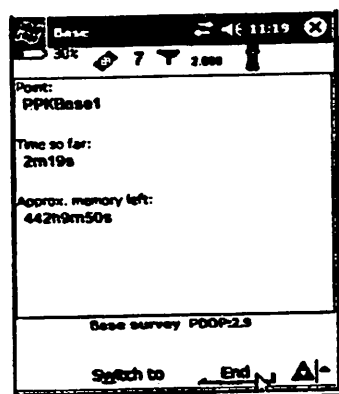 Base 11:19
30% 7 2.000
Point:
PPKBase1
Time so far:
2m19s
Approx. memory left:
442h9m50s
Base survey PDOP:2.9
Switch to End